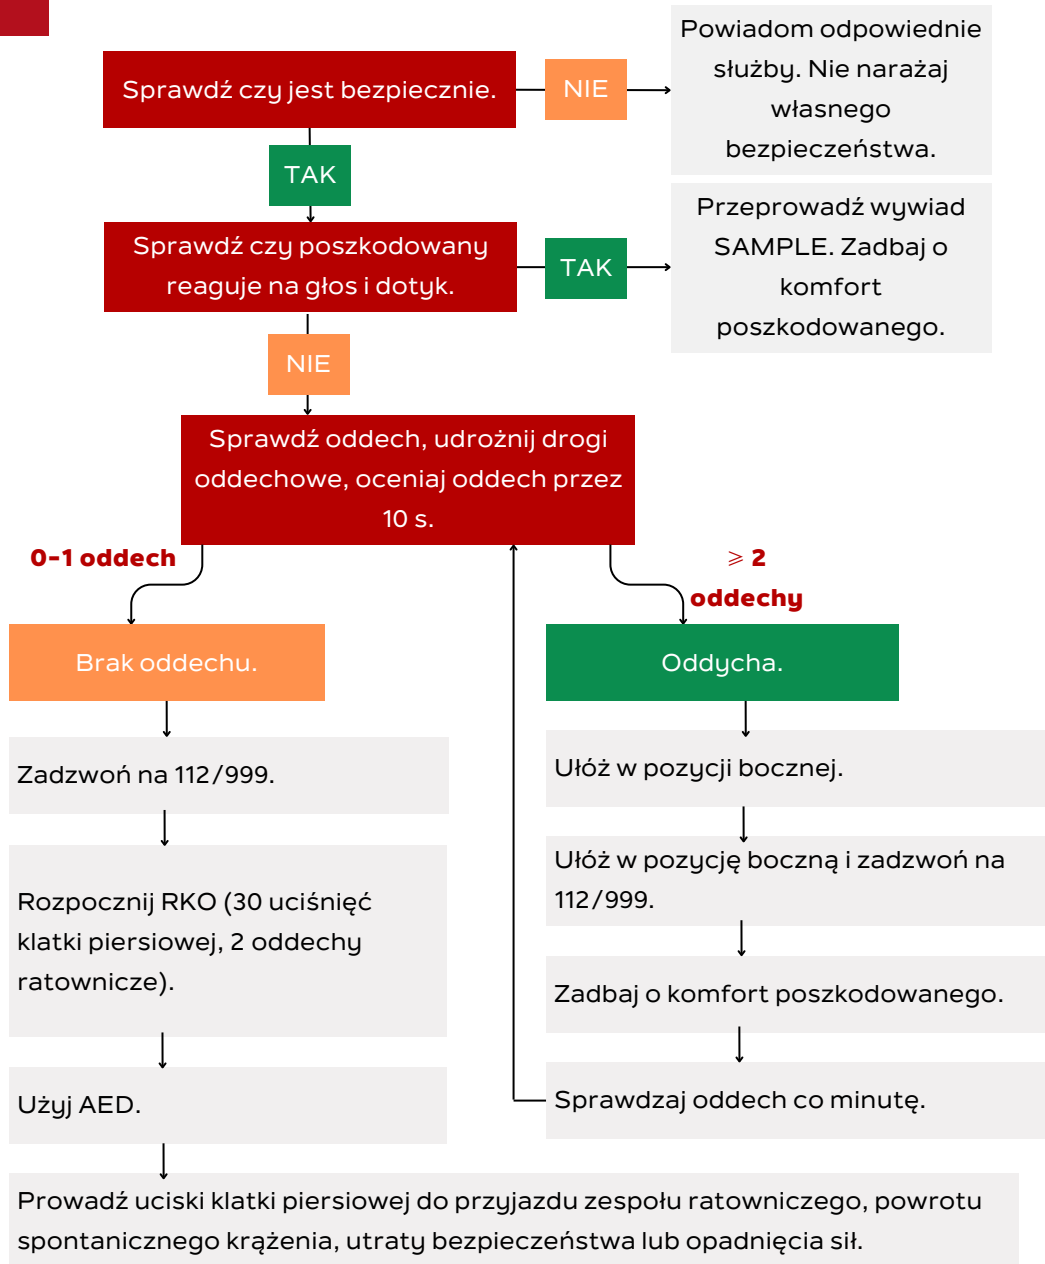 Sprawdź czy jest bezpiecznie.
NIE
Powiadom odpowiednie
służby. Nie narażaj
własnego
bezpieczeństwa.
TAK
Sprawdź czy poszkodowany
reaguje na głos i dotyk.
TAK
Przeprowadź wywiad
SAMPLE. Zadbaj o
komfort
poszkodowanego.
NIE
Sprawdź oddech, udrożnij drogi
oddechowe, oceniaj oddech przez
10 s.
0-1 oddech
⩾ 2
oddechy
Brak oddechu.
Zadzwoń na 112/999.
Rozpocznij RKO (30 uciśnięć
klatki piersiowej, 2 oddechy
ratownicze).
Użyj AED.
Oddycha.
Ułóż w pozycji bocznej.
Ułóż w pozycję boczną i zadzwoń na
112/999.
Zadbaj o komfort poszkodowanego.
Sprawdzaj oddech co minutę.
Prowadź uciski klatki piersiowej do przyjazdu zespołu ratowniczego, powrotu
spontanicznego krążenia, utraty bezpieczeństwa lub opadnięcia sił.